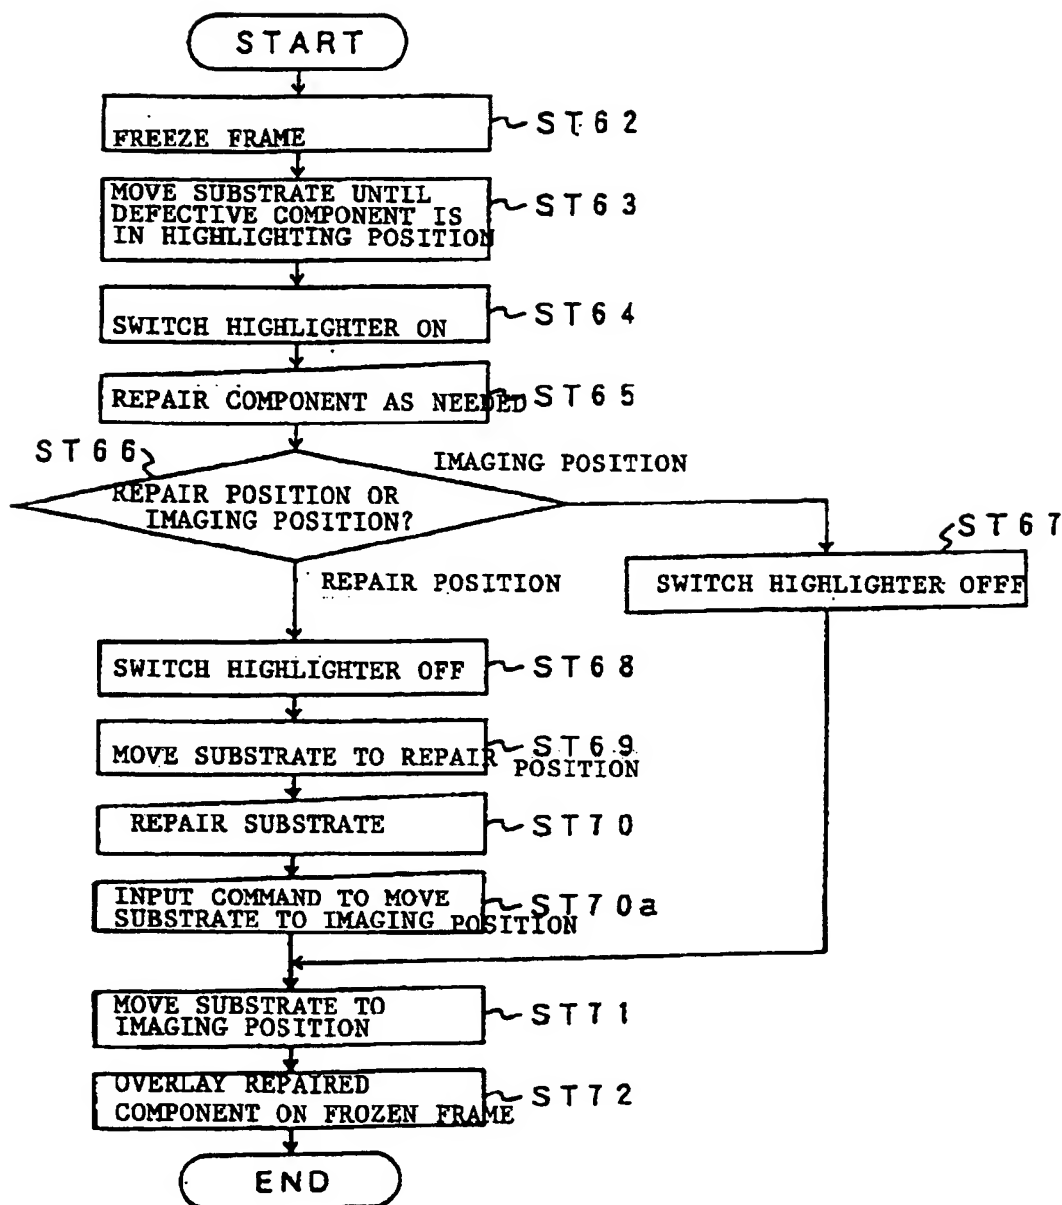 START
FREEZE FRAME
ST62
MOVE SUBSTRATE UNTIL
DEFECTIVE COMPONENT IS
IN HIGHLIGHTING POSITION
ST63
SWITCH HIGHLIGHTER ON
ST64
REPAIR COMPONENT AS NEEDED
ST65
ST66
IMAGING POSITION
REPAIR POSITION OR
IMAGING POSITION?
ST67
SWITCH HIGHLIGHTER OFFF
REPAIR POSITION
SWITCH HIGHLIGHTER OFF
ST68
MOVE SUBSTRATE TO REPAIR POSITION
ST69
REPAIR SUBSTRATE
ST70
INPUT COMMAND TO MOVE
SUBSTRATE TO IMAGING POSITION
ST70a
MOVE SUBSTRATE TO
IMAGING POSITION
ST71
OVERLAY REPAIRED
COMPONENT ON FROZEN FRAME
ST72
END